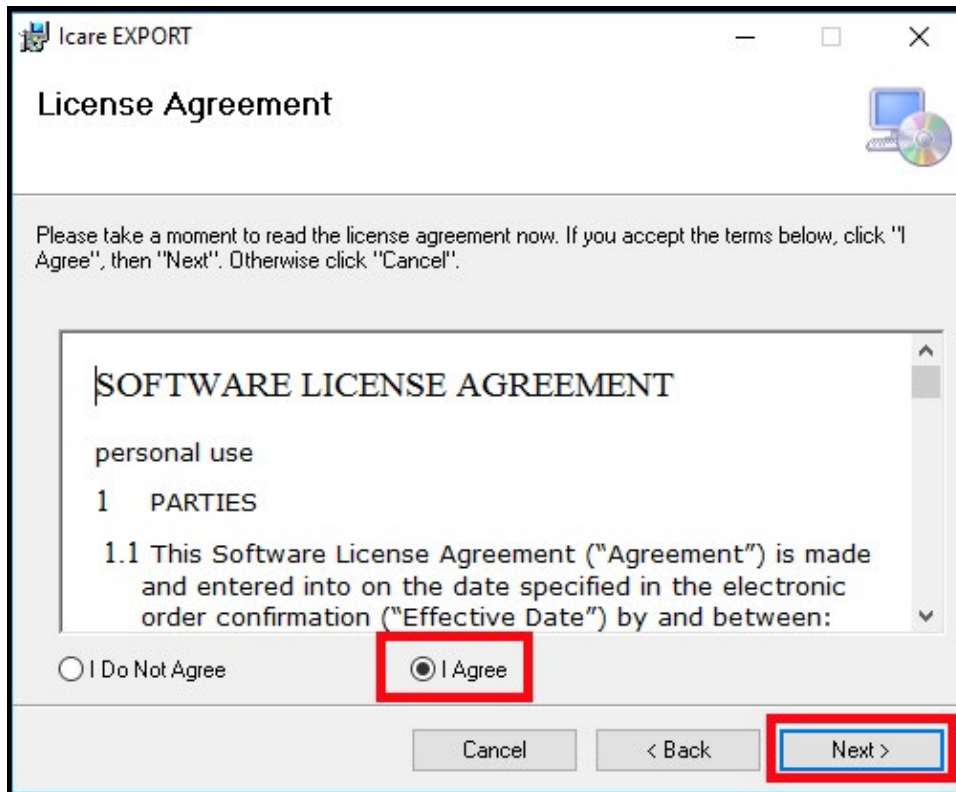 Icare EXPORT
License Agreement
Please take a moment to read the license agreement now. If you accept the terms below, click "I
Agree", then "Next". Otherwise click "Cancel".
SOFTWARE LICENSE AGREEMENT
personal use
1 PARTIES
1.1 This Software License Agreement (“Agreement”) is made
and entered into on the date specified in the electronic
order confirmation (“Effective Date”) by and between:
I Do Not Agree
I Agree
Cancel
< Back
Next >